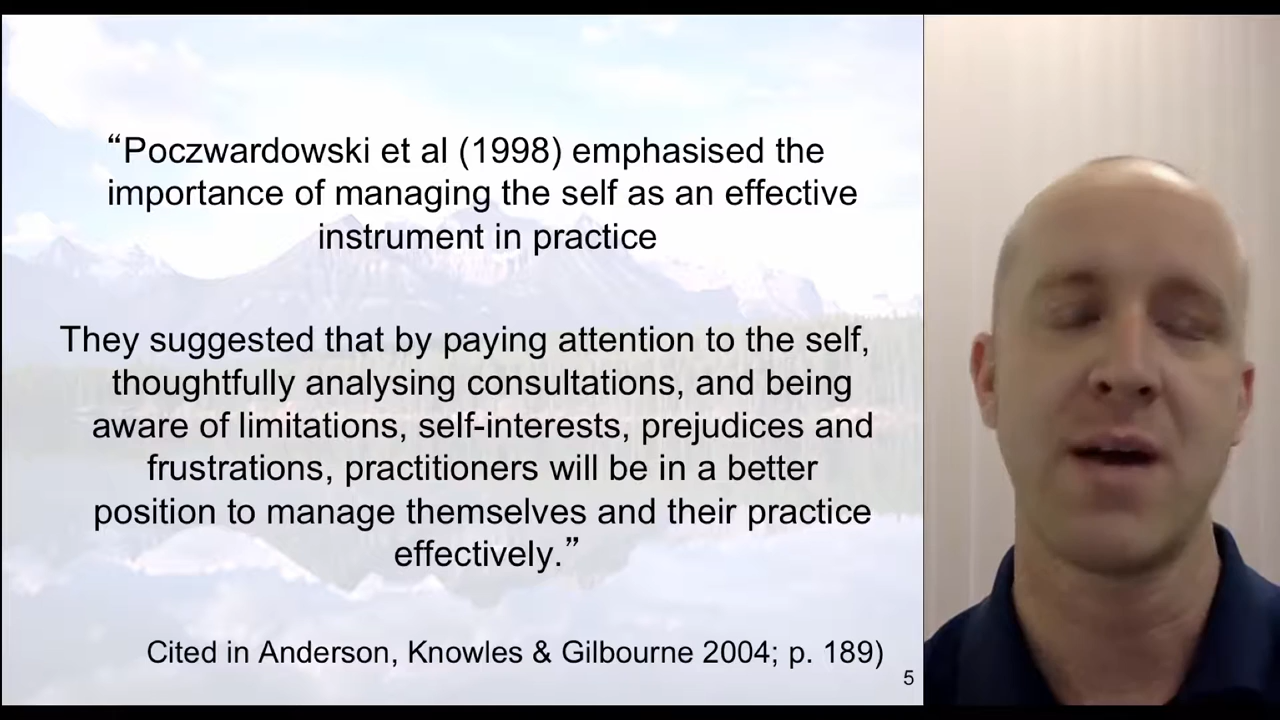 “Poczwardowski et al (1998) emphasised the
importance of managing the self as an effective
instrument in practice
They suggested that by paying attention to the self,
thoughtfully analysing consultations, and being
aware of limitations, self-interests, prejudices and
frustrations, practitioners will be in a better
position to manage themselves and their practice
effectively.”
Cited in Anderson, Knowles & Gilbourne 2004; p. 189)
5